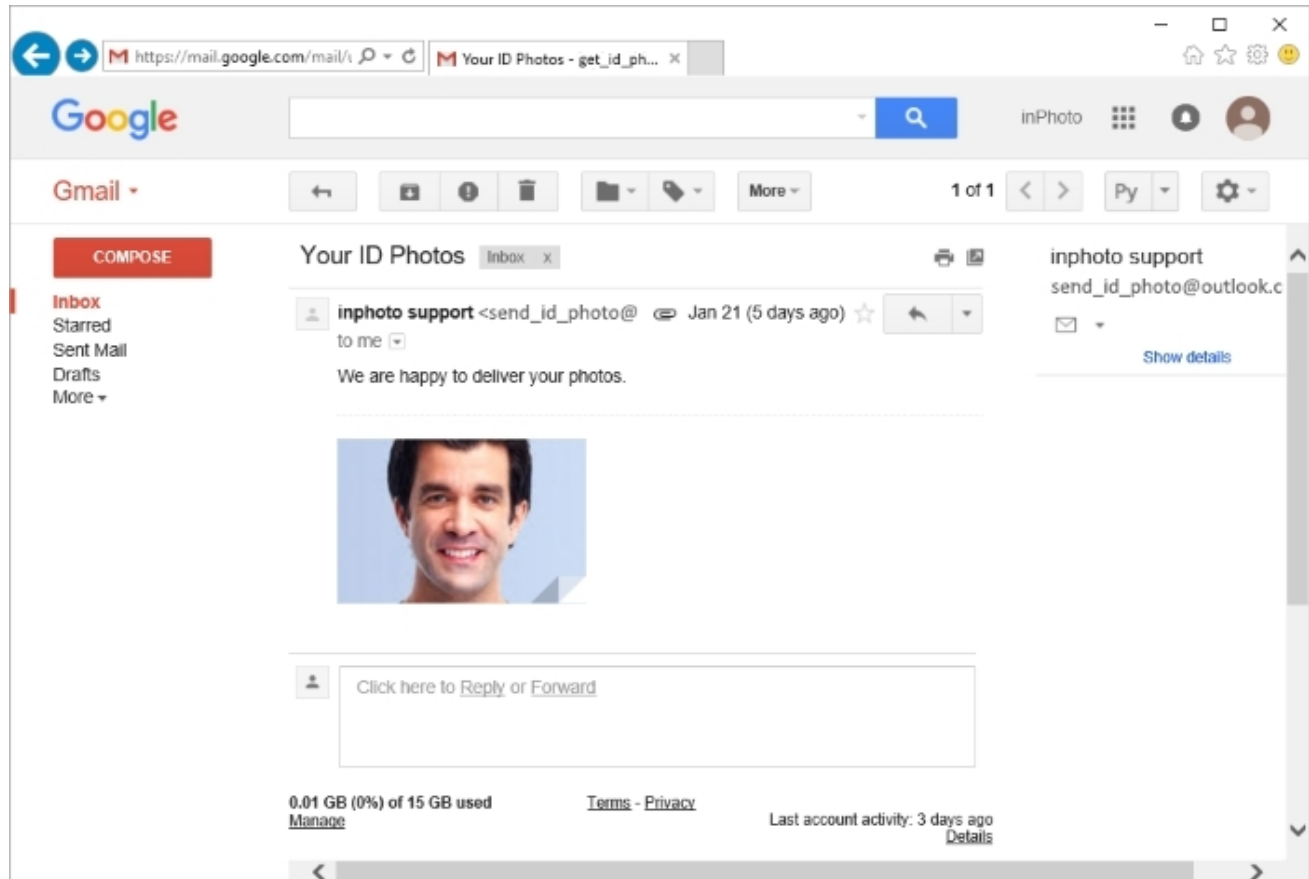 https://mail.google.com/mail/
Your ID Photos - get_id_ph...
Google
inPhoto
Gmail
More
1 of 1
Ру
COMPOSE
Inbox
Starred
Sent Mail
Drafts
More
Your ID Photos
Inbox x
inphoto support <send_id_photo@ Jan 21 (5 days ago)
to me
We are happy to deliver your photos.
Click here to Reply or Forward
0.01 GB (0%) of 15 GB used
Manage
Terms - Privacy
Last account activity: 3 days ago
Details
inphoto support
send_id_photo@outlook.c
Show details